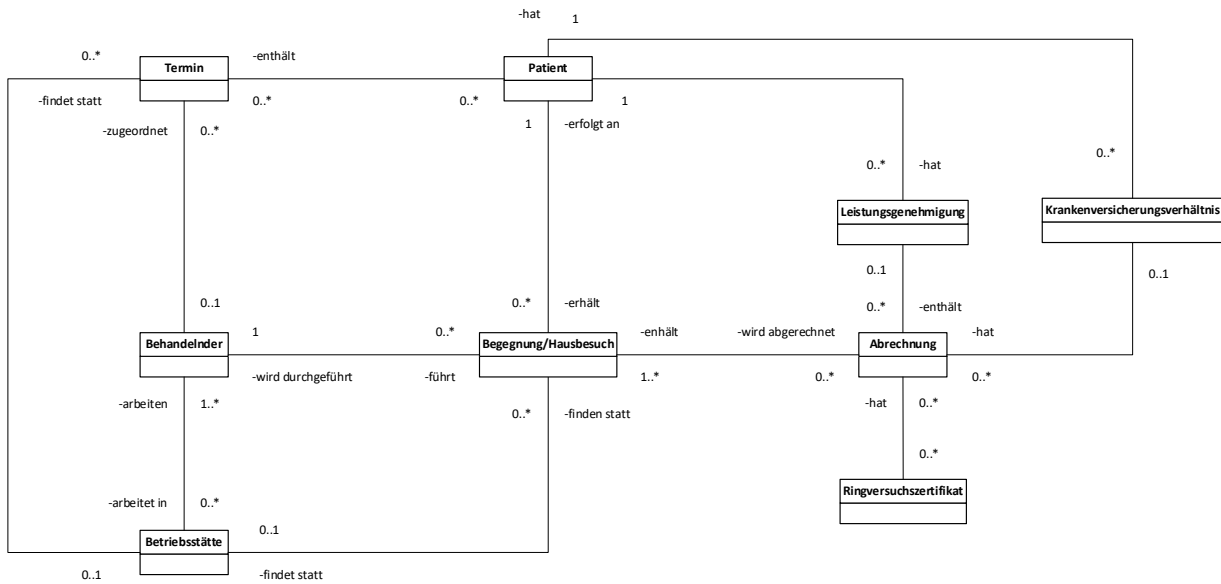 -hat
1
0..*
-enthält
Termin
Patient
-findet statt
0..*
0..*
1
-zugeordnet
0..*
1
-erfolgt an
0..*
-hat
0..*
Leistungsgenehmigung
Krankenversicherungsverhältnis
0..1
0..1
0..1
0..*
-erhält
0..*
-enthält
1
0..*
-enhält
-wird abgerechnet
-hat
Behandelnder
Begegnung/Hausbesuch
Abrechnung
-wird durchgeführt
-führt
1..*
0..*
0..*
-arbeiten
1..*
-hat
0..*
0..*
-finden statt
0..*
Ringversuchszertifikat
-arbeitet in
0..*
0..1
Betriebsstätte
0..1
-findet statt